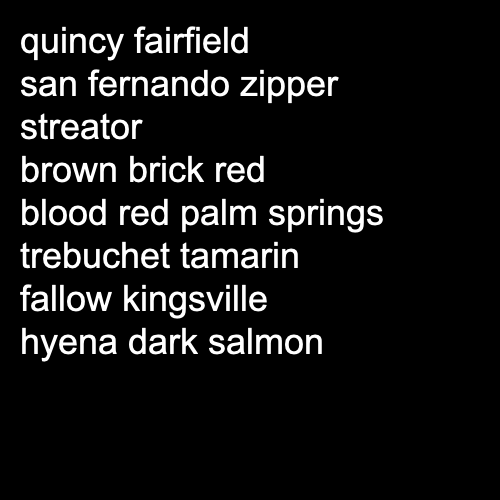 quincy fairfield
san fernando zipper
streator
brown brick red
blood red palm springs
trebuchet tamarin
fallow kingsville
hyena dark salmon